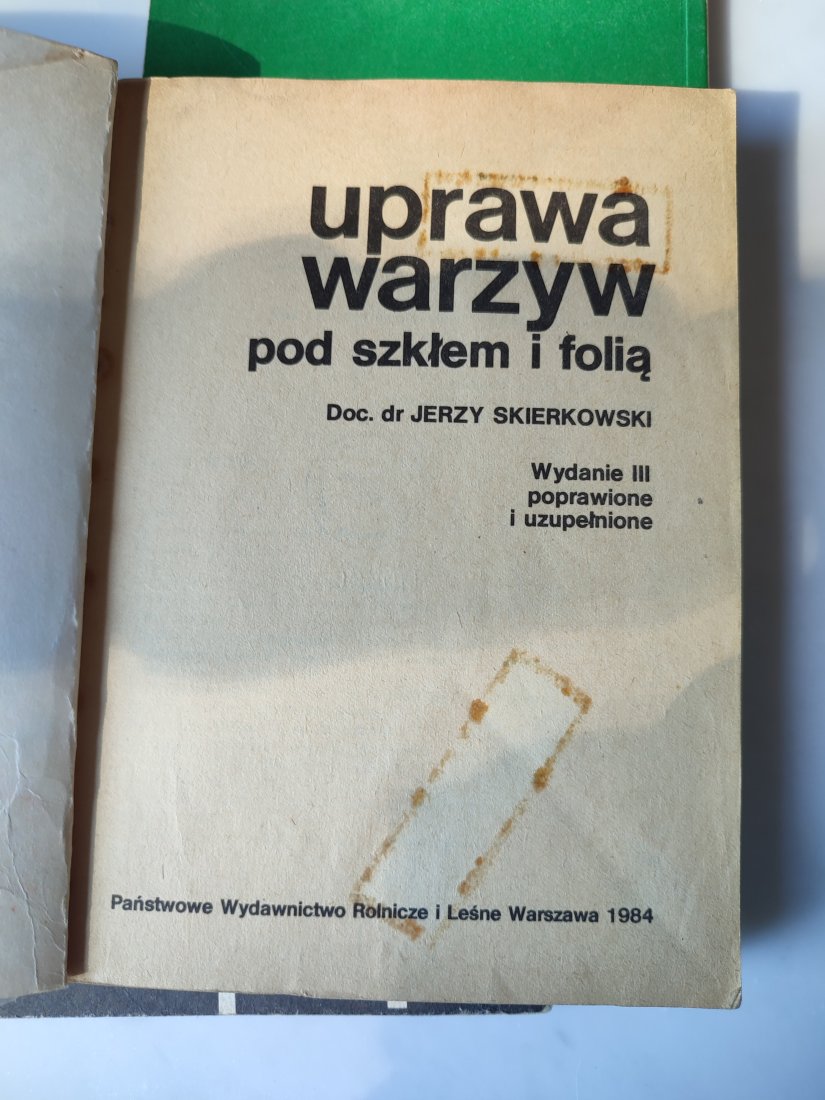 uprawa
warzyw
pod szkłem i folią
Doc. dr JERZY SKIERKOWSKI
Wydanie III
poprawione
i uzupełnione
Państwowe Wydawnictwo Rolnicze i Leśne Warszawa 1984